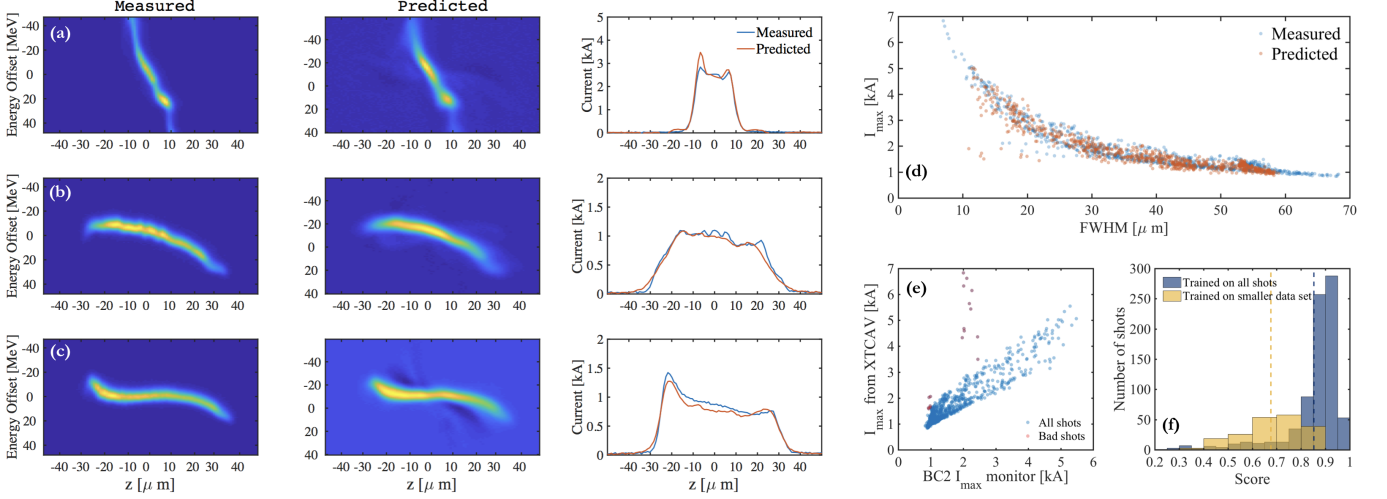 Measured
Predicted
(a)
Energy Offset [MeV]
-40
-20
0
20
40
-40 -30 -20 -10 0 10 20 30 40
-40
-20
0
20
40
-40 -30 -20 -10 0 10 20 30 40
Current [kA]
5
4
3
2
1
0
-40 -30 -20 -10 0 10 20 30 40
Measured
Predicted
(b)
Energy Offset [MeV]
-40
-20
0
20
40
-40 -30 -20 -10 0 10 20 30 40
-40
-20
0
20
40
-40 -30 -20 -10 0 10 20 30 40
Current [kA]
2
1.5
1
0.5
0
-40 -30 -20 -10 0 10 20 30 40
(c)
Energy Offset [MeV]
-40
-20
0
20
40
-40 -30 -20 -10 0 10 20 30 40
z [μ m]
-40
-20
0
20
40
-40 -30 -20 -10 0 10 20 30 40
z [μ m]
Current [kA]
2
1.5
1
0.5
0
-40 -30 -20 -10 0 10 20 30 40
z [μ m]
(d)
I_max [kA]
7
6
5
4
3
2
1
0
0 10 20 30 40 50 60 70
FWHM [μ m]
Measured
Predicted
(e)
I_max from XTCAV [kA]
7
6
5
4
3
2
1
0
0 1 2 3 4 5 6
BC2 I_max monitor [kA]
All shots
Bad shots
(f)
Number of shots
300
250
200
150
100
50
0
0.2 0.3 0.4 0.5 0.6 0.7 0.8 0.9 1
Score
Trained on all shots
Trained on smaller data set